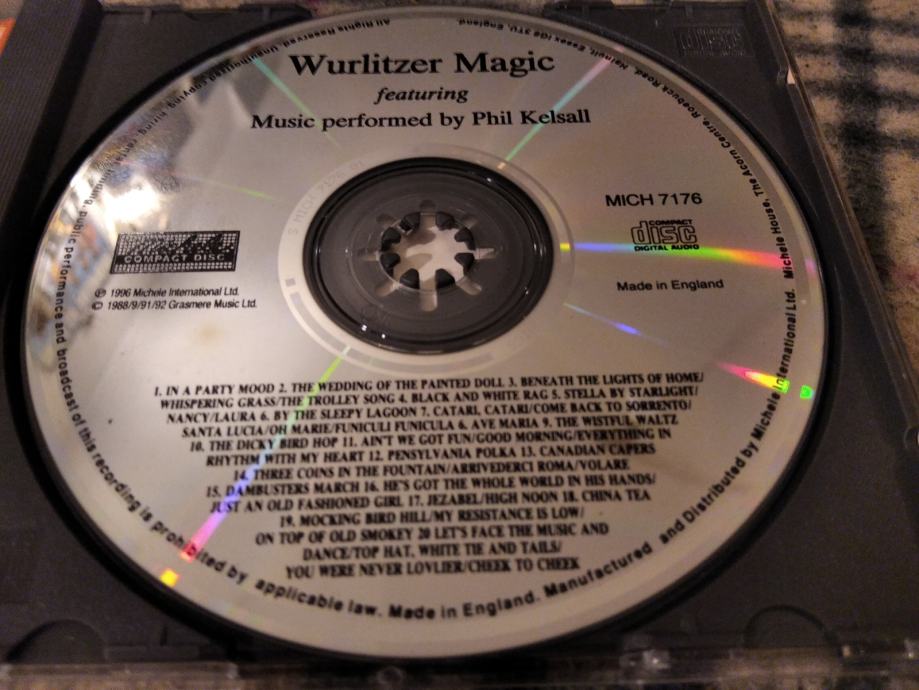 Wurlitzer Magic
featuring
Music performed by Phil Kelsall
MICH 7176
COMPACT
disc
DIGITAL AUDIO
COMPACT DISC
Made in England
℗ 1996 Michele International Ltd.
© 1988/9/91/92 Grasmere Music Ltd.
1. IN A PARTY MOOD 2. THE WEDDING OF THE PAINTED DOLL 3. BENEATH THE LIGHTS OF HOME/
WHISPERING GRASS/THE TROLLEY SONG 4. BLACK AND WHITE RAG 5. STELLA BY STARLIGHT/
NANCY/LAURA 6. BY THE SLEEPY LAGOON 7. CATARI, CATARI/COME BACK TO SORRENTO/
SANTA LUCIA/OH MARIE/FUNICULI FUNICULA 6. AVE MARIA 9. THE WISTFUL WALTZ
10. THE DICKY BIRD HOP 11. AIN'T WE GOT FUN/GOOD MORNING/EVERYTHING IN
RHYTHM WITH MY HEART 12. PENSYLVANIA POLKA 13. CANADIAN CAPERS
14. THREE COINS IN THE FOUNTAIN/ARRIVEDERCI ROMA/VOLARE
15. DAMBUSTERS MARCH 16. HE'S GOT THE WHOLE WORLD IN HIS HANDS/
JUST AN OLD FASHIONED GIRL 17. JEZABEL/HIGH NOON 18. CHINA TEA
19. MOCKING BIRD HILL/MY RESISTANCE IS LOW/
ON TOP OF OLD SMOKEY 20 LET'S FACE THE MUSIC AND
DANCE/TOP HAT, WHITE TIE AND TAILS/
YOU WERE NEVER LOVLIER/CHEEK TO CHEEK
All Rights Reserved. Unauthorised copying, hiring, lending, public performance and broadcast of this recording is prohibited by applicable law. Made in England. Manufactured and Distributed by Michele International Ltd. Michele House, The Acorn Centre, Roebuck Road, Hainault, Essex England.